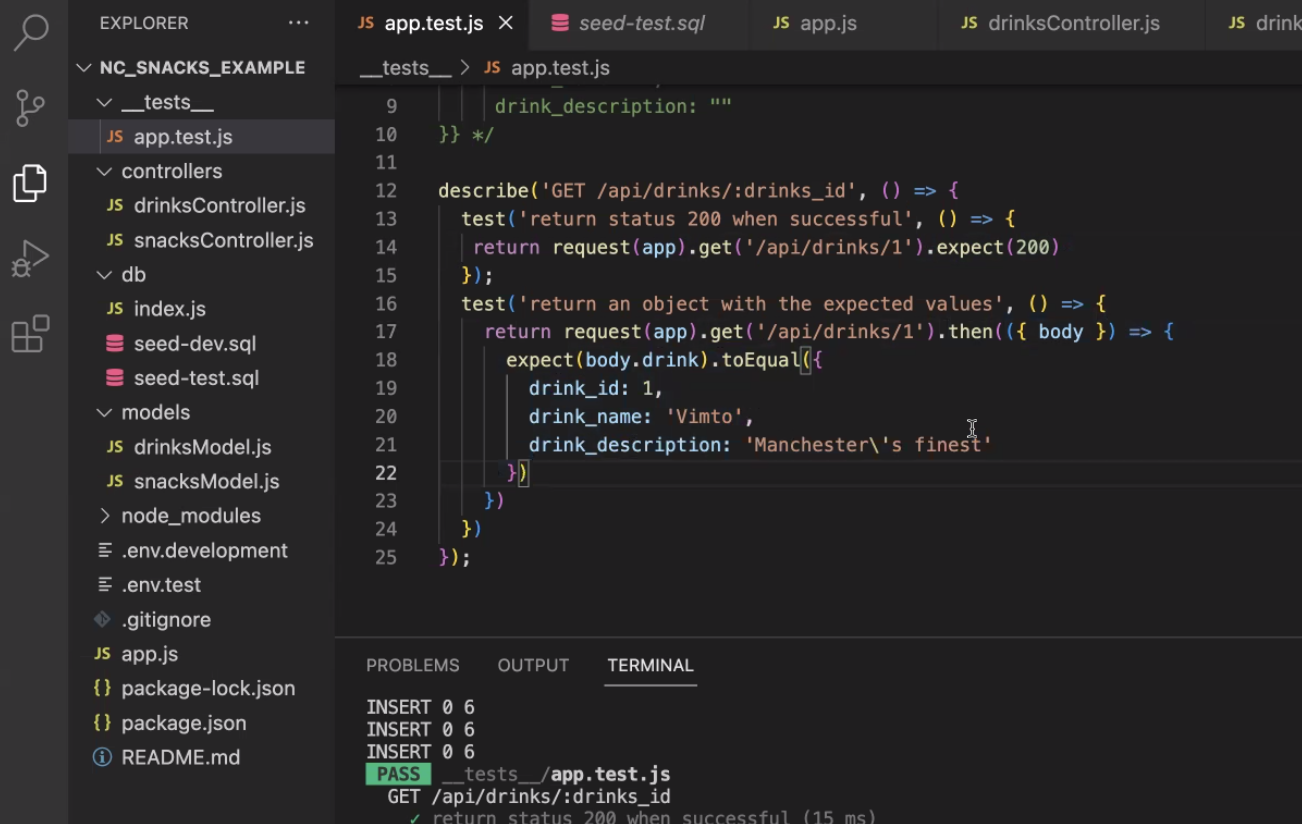 EXPLORER ...
NC_SNACKS_EXAMPLE
__tests__
JS app.test.js
controllers
JS drinksController.js
JS snacksController.js
db
JS index.js
seed-dev.sql
seed-test.sql
models
JS drinksModel.js
JS snacksModel.js
node_modules
.env.development
.env.test
.gitignore
JS app.js
{} package-lock.json
{} package.json
README.md
JS app.test.js × seed-test.sql JS app.js JS drinksController.js JS drink
__tests__ > JS app.test.js
9 drink_description: ""
10 }} */
11
12 describe('GET /api/drinks/:drinks_id', () => {
13 test('return status 200 when successful', () => {
14 return request(app).get('/api/drinks/1').expect(200)
15 });
16 test('return an object with the expected values', () => {
17 return request(app).get('/api/drinks/1').then(({ body }) => {
18 expect(body.drink).toEqual({
19 drink_id: 1,
20 drink_name: 'Vimto',
21 drink_description: 'Manchester\'s finest'
22 })
23 })
24 })
25 });
PROBLEMS OUTPUT TERMINAL
INSERT 0 6
INSERT 0 6
INSERT 0 6
PASS __tests__/app.test.js
GET /api/drinks/:drinks_id
✓ return status 200 when successful (15 ms)